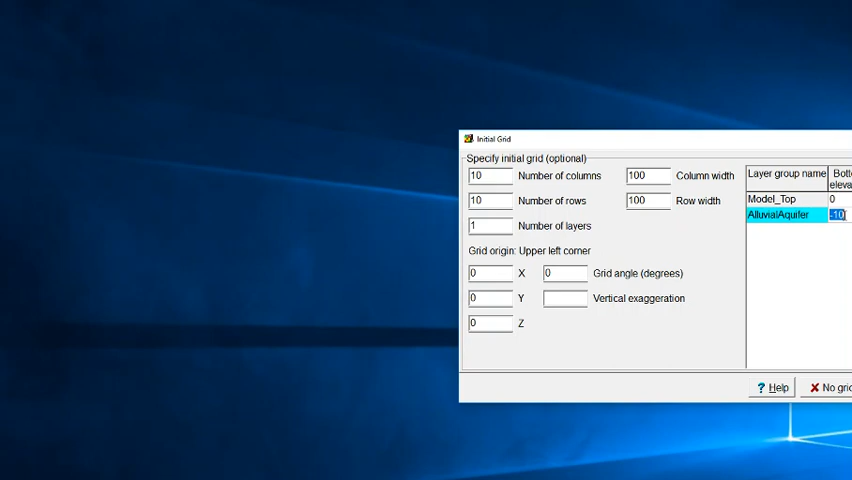 Initial Grid
Specify initial grid (optional)
10 Number of columns 100 Column width
10 Number of rows 100 Row width
1 Number of layers
Grid origin: Upper left corner
0 X 0 Grid angle (degrees)
0 Y Vertical exaggeration
0 Z
Layer group name Botto
eleva
Model_Top 0
AlluvialAquifer -10
? Help No grid